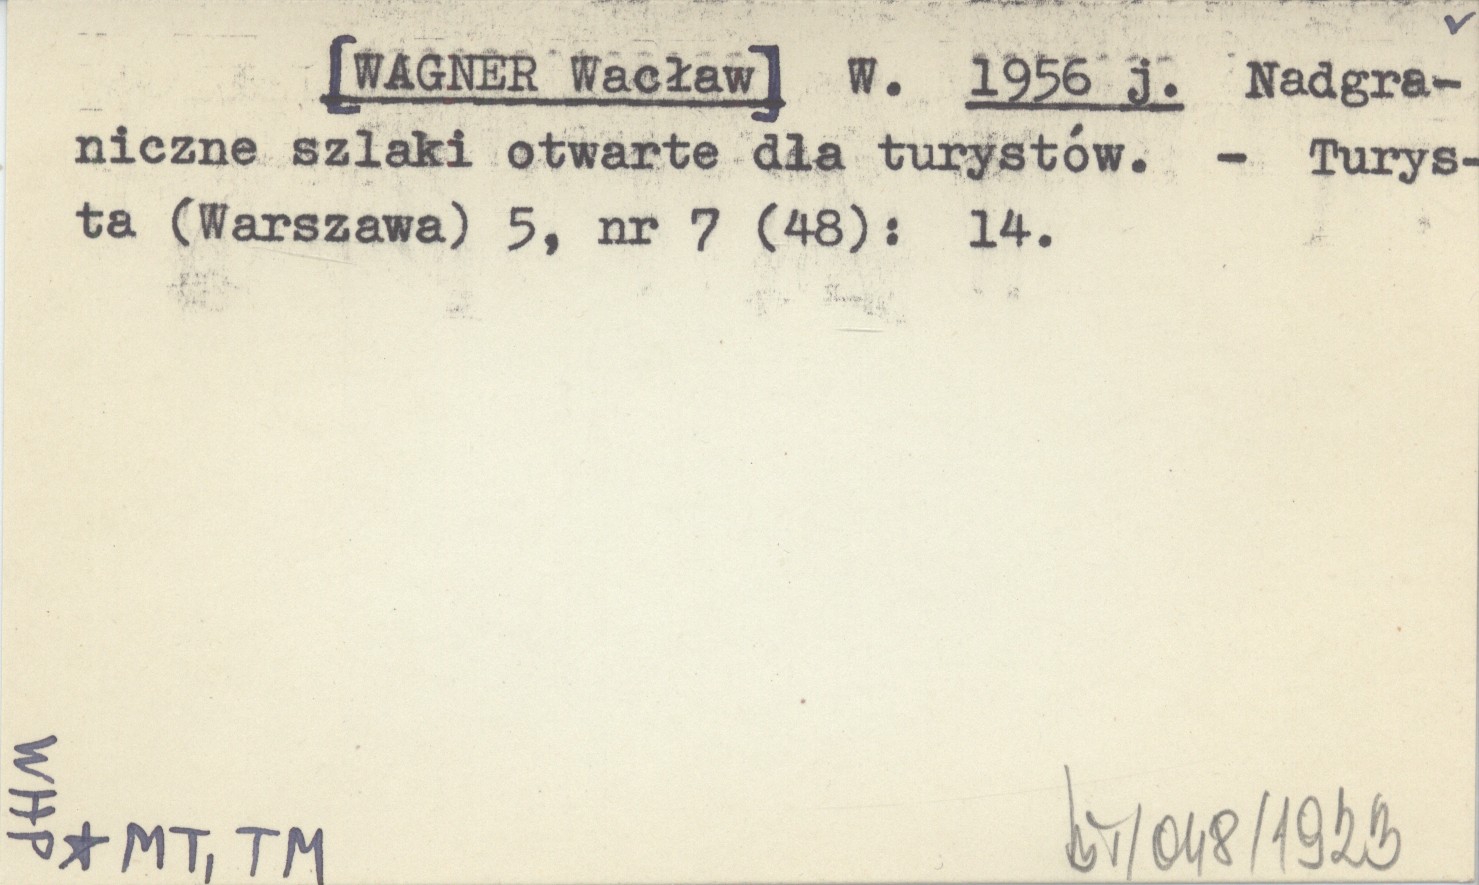 [WAGNER Wacław] W. 1956 j. Nadgra-
niczne szlaki otwarte dla turystów. - Turys-
ta (Warszawa) 5, nr 7 (48): 14.
WHP
* MT, TM
/048/1923